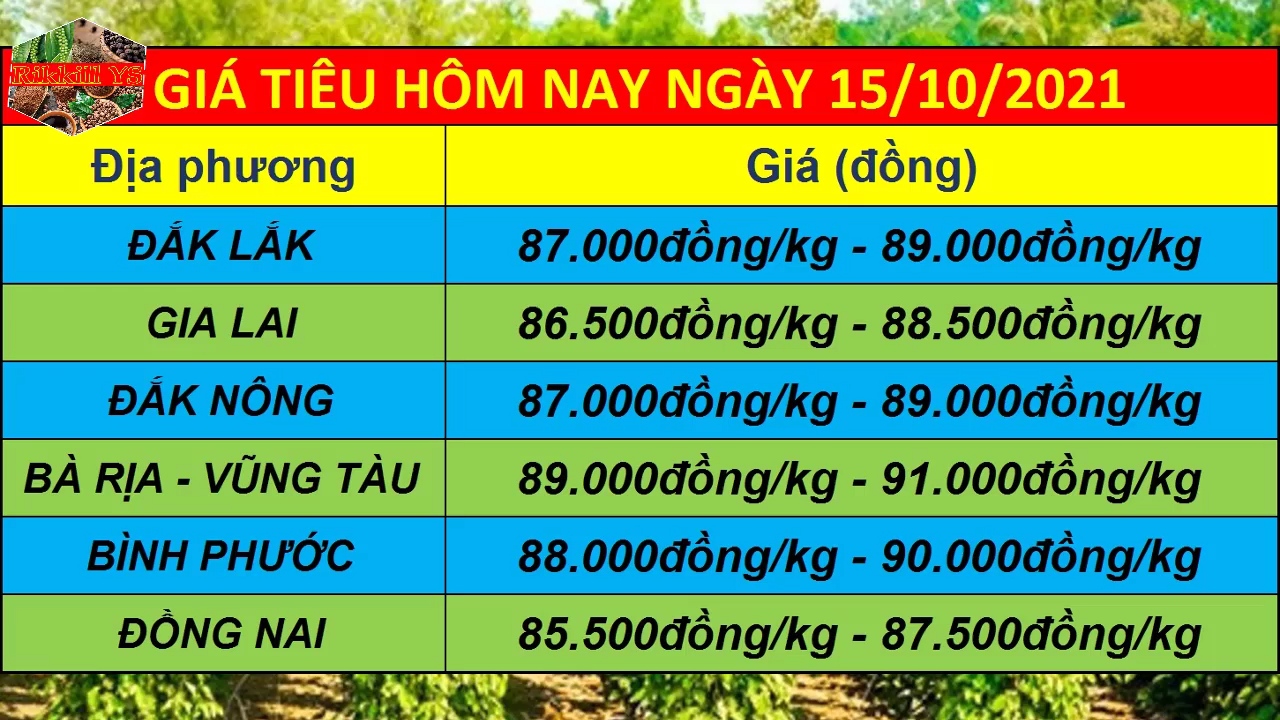 Rikkill YS
GIÁ TIÊU HÔM NAY NGÀY 15/10/2021
Địa phương Giá (đồng)
ĐẮK LẮK 87.000đồng/kg - 89.000đồng/kg
GIA LAI 86.500đồng/kg - 88.500đồng/kg
ĐẮK NÔNG 87.000đồng/kg - 89.000đồng/kg
BÀ RỊA - VŨNG TÀU 89.000đồng/kg - 91.000đồng/kg
BÌNH PHƯỚC 88.000đồng/kg - 90.000đồng/kg
ĐỒNG NAI 85.500đồng/kg - 87.500đồng/kg